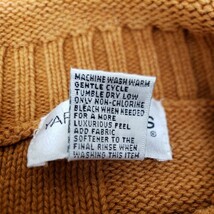 MACHINE WASH WARM
GENTLE CYCLE
TUMBLE DRY LOW
ONLY NON-CHLORINE
BLEACH WHEN NEEDED
FOR A MORE
LUXURIOUS FEEL
ADD FABRIC
SOFTENER TO THE
FINAL RINSE WHEN
WASHING THIS ITEM
®